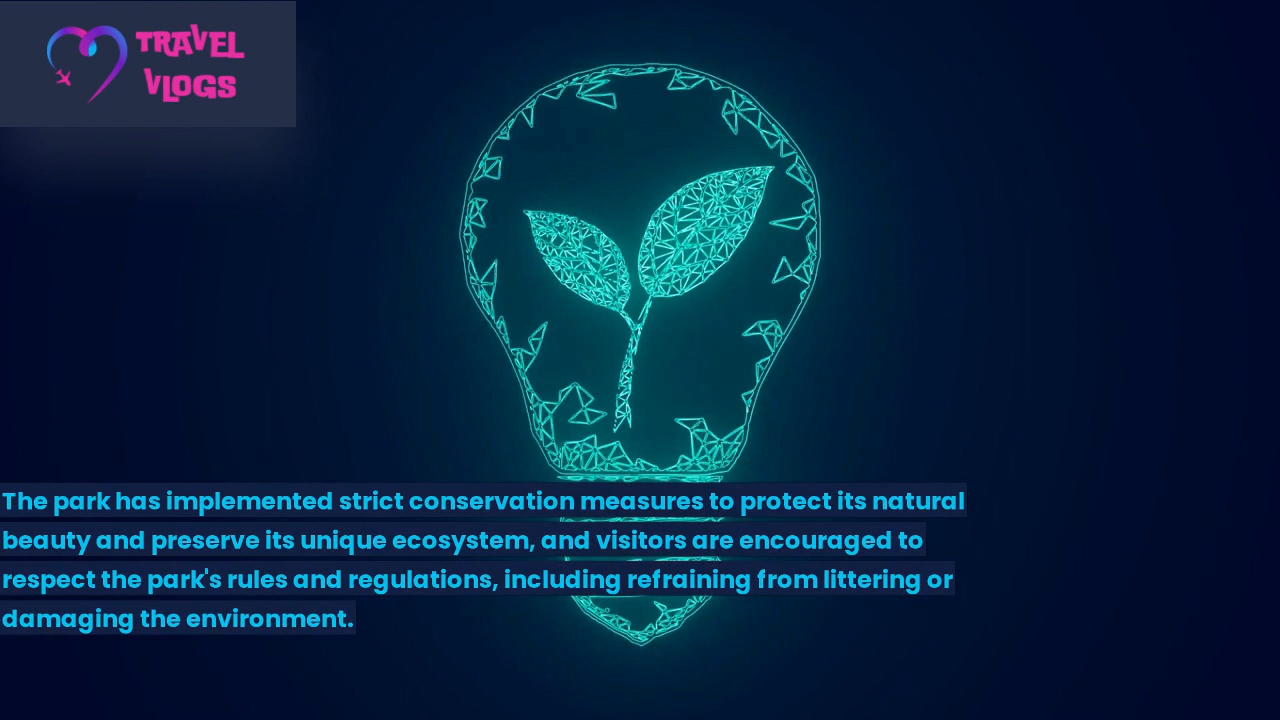 TRAVEL
VLOGS
The park has implemented strict conservation measures to protect its natural
beauty and preserve its unique ecosystem, and visitors are encouraged to
respect the park's rules and regulations, including refraining from littering or
damaging the environment.